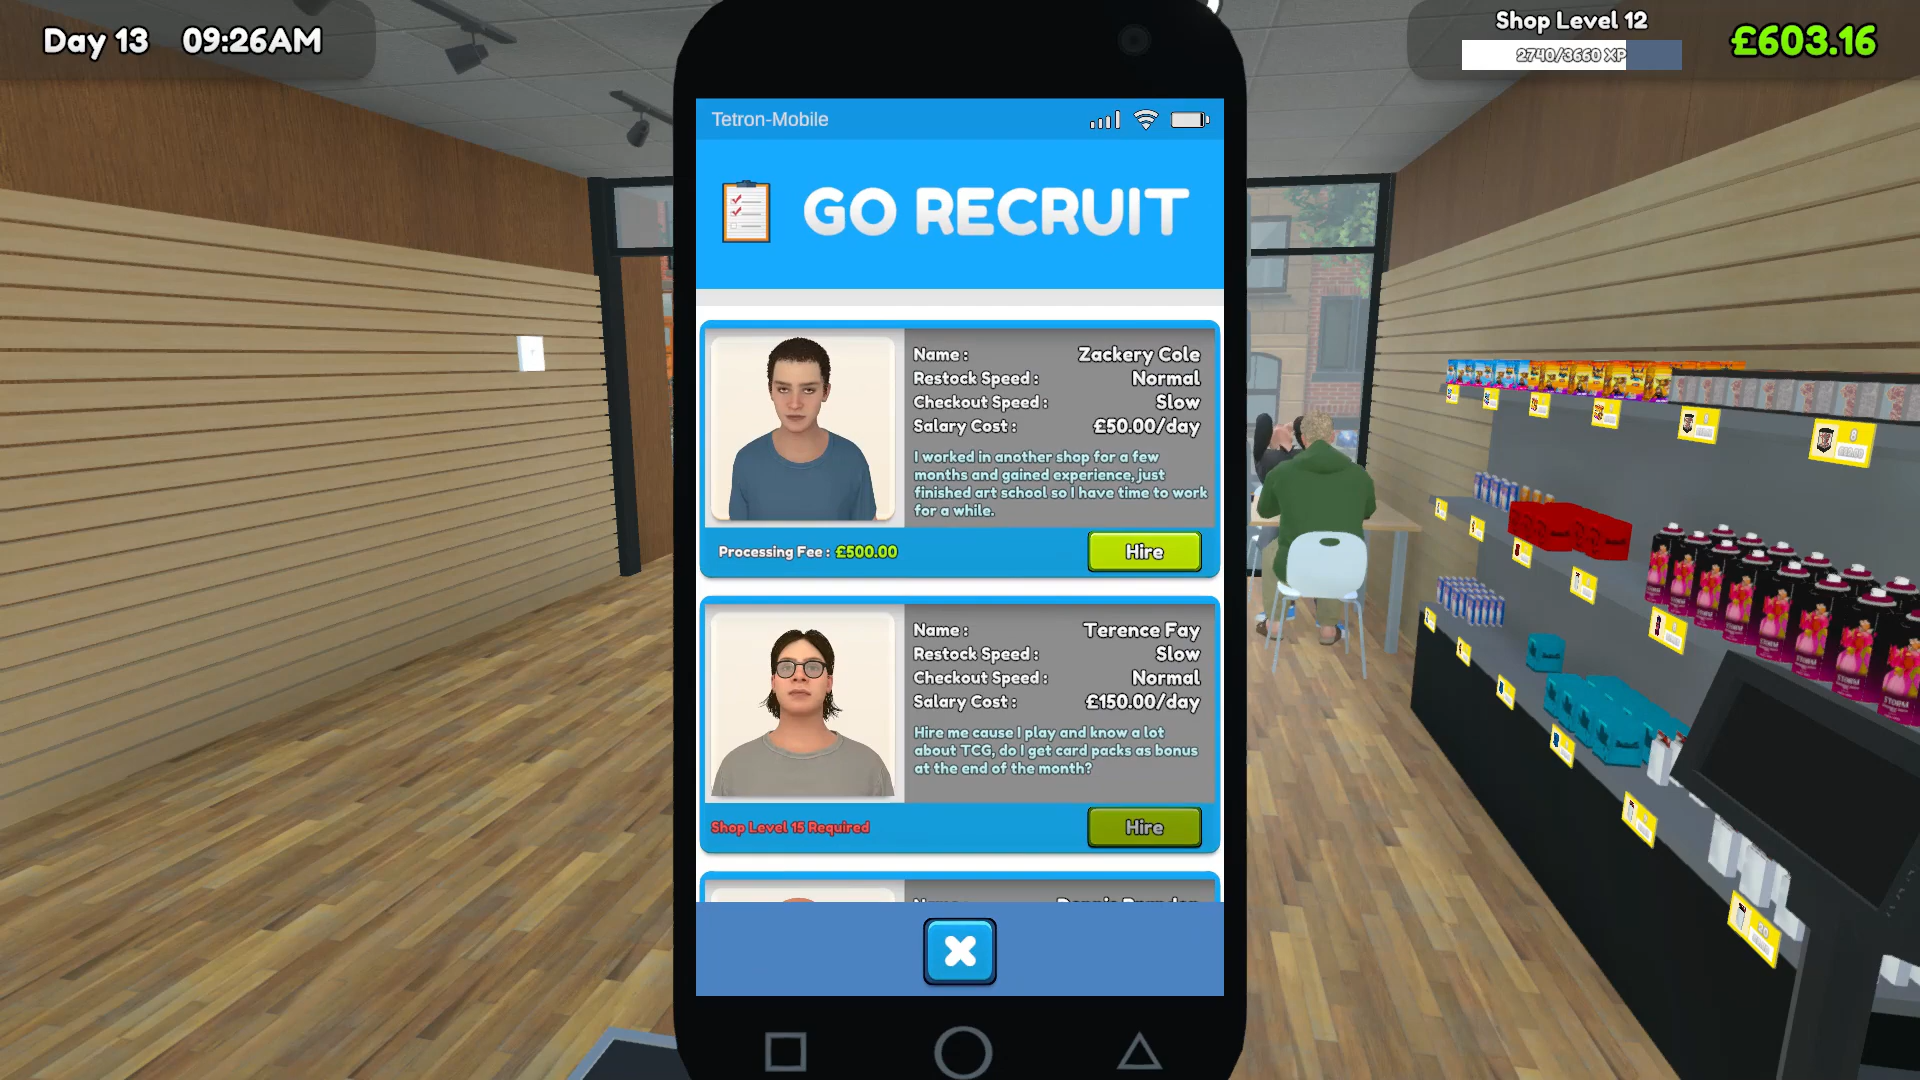 Day 13 09:26AM
Shop Level 12
2740/3660 XP
£603.16
Tetron-Mobile
GO RECRUIT
Name : Zackery Cole
Restock Speed : Normal
Checkout Speed : Slow
Salary Cost : £50.00/day
I worked in another shop for a few
months and gained experience, just
finished art school so I have time to work
for a while.
Processing Fee : £500.00
Hire
Name : Terence Fay
Restock Speed : Slow
Checkout Speed : Normal
Salary Cost : £150.00/day
Hire me cause I play and know a lot
about TCG, do I get card packs as bonus
at the end of the month?
Shop Level 15 Required
Hire